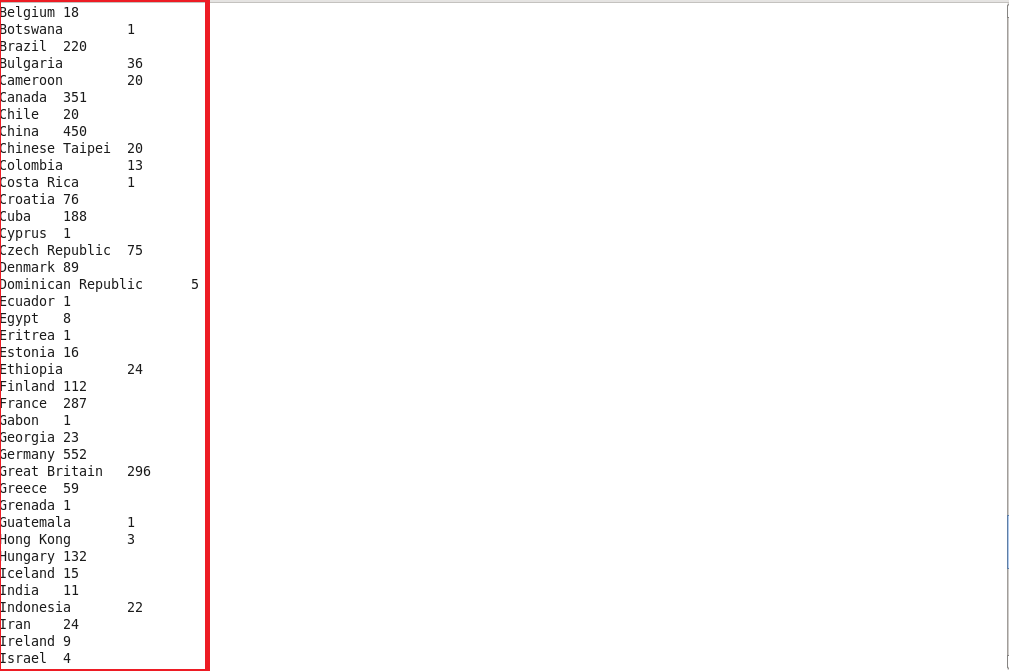 Belgium 18
Botswana 1
Brazil 220
Bulgaria 36
Cameroon 20
Canada 351
Chile 20
China 450
Chinese Taipei 20
Colombia 13
Costa Rica 1
Croatia 76
Cuba 188
Cyprus 1
Czech Republic 75
Denmark 89
Dominican Republic 5
Ecuador 1
Egypt 8
Eritrea 1
Estonia 16
Ethiopia 24
Finland 112
France 287
Gabon 1
Georgia 23
Germany 552
Great Britain 296
Greece 59
Grenada 1
Guatemala 1
Hong Kong 3
Hungary 132
Iceland 15
India 11
Indonesia 22
Iran 24
Ireland 9
Israel 4